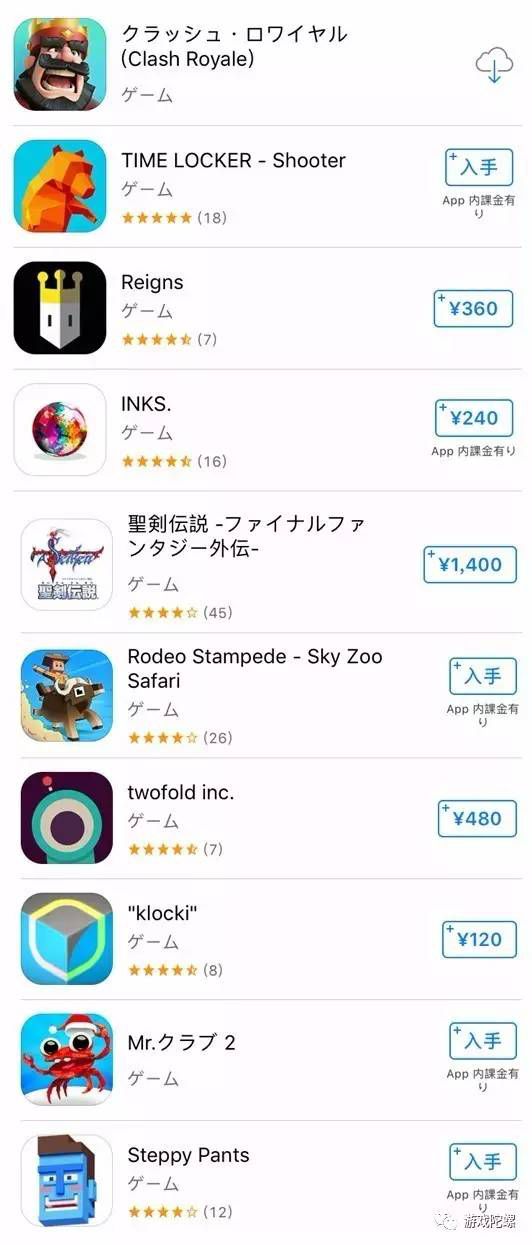 クラッシュ・ロワイヤル
(Clash Royale)
ゲーム
TIME LOCKER - Shooter
ゲーム
(18)
+入手
App 内課金有
り
Reigns
ゲーム
(7)
+¥360
INKS.
ゲーム
(16)
+¥240
App 内課金有り
聖剣伝説 -ファイナルファ
ンタジー外伝-
ゲーム
(45)
+¥1,400
聖剣伝説
Rodeo Stampede - Sky Zoo
Safari
ゲーム
(26)
+入手
App 内課金有
り
twofold inc.
ゲーム
(7)
+¥480
"klocki"
ゲーム
(8)
+¥120
Mr.クラブ 2
ゲーム
+入手
App 内課金有
り
Steppy Pants
ゲーム
(12)
+入手
App 内課金有
り
游戏陀螺